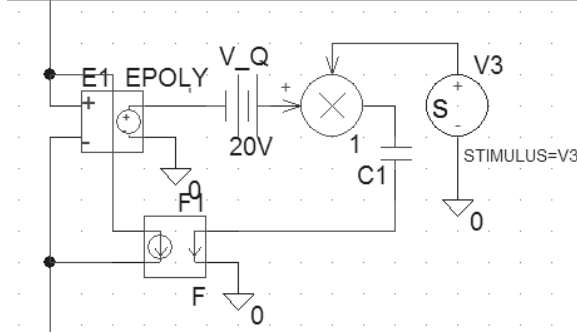 E1 EPOLY
V_Q
V3
+
+
+
+
-
-
-
S
20V
1
C1
STIMULUS=V3
0
0
F1
F
0